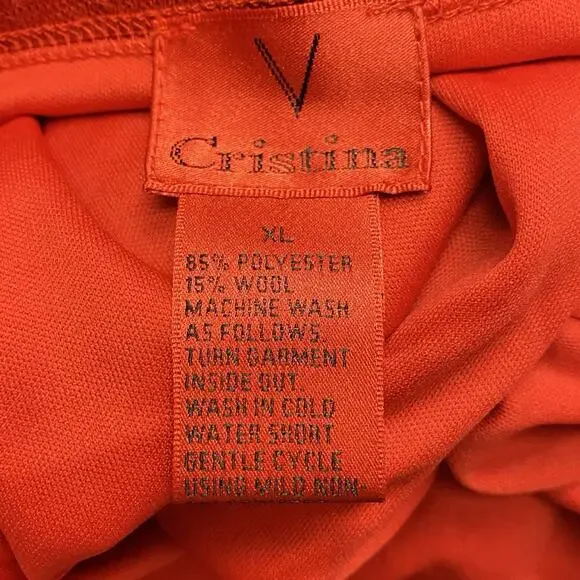 V
Cristina
XL
85% POLYESTER
15% WOOL
MACHINE WASH
AS FOLLOWS.
TURN GARMENT
INSIDE OUT.
WASH IN COLD
WATER SHORT
GENTLE CYCLE
USING MILD NON-